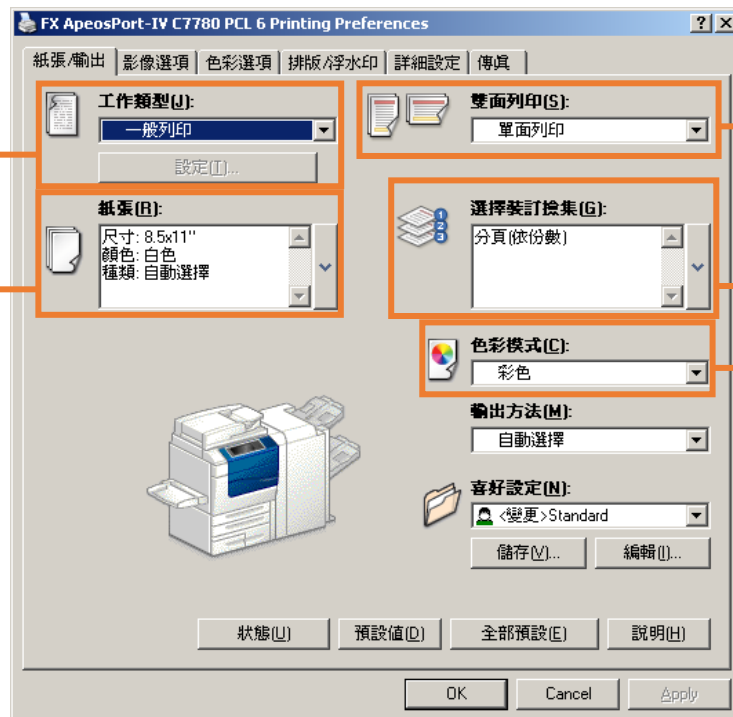 FX ApeosPort-IV C7780 PCL 6 Printing Preferences
紙張/輸出 影像選項 色彩選項 排版/浮水印 詳細設定 傳真
工作類型(J):
一般列印
設定(T)...
雙面列印(S):
單面列印
紙張(R):
尺寸: 8.5x11''
顏色: 白色
種類: 自動選擇
選擇裝訂檢集(G):
分頁(依份數)
1
2
3
色彩模式(C):
彩色
輸出方法(M):
自動選擇
喜好設定(N):
<變更>Standard
儲存(V)... 編輯(I)...
狀態(U) 預設值(D) 全部預設(E) 說明(H)
OK Cancel Apply